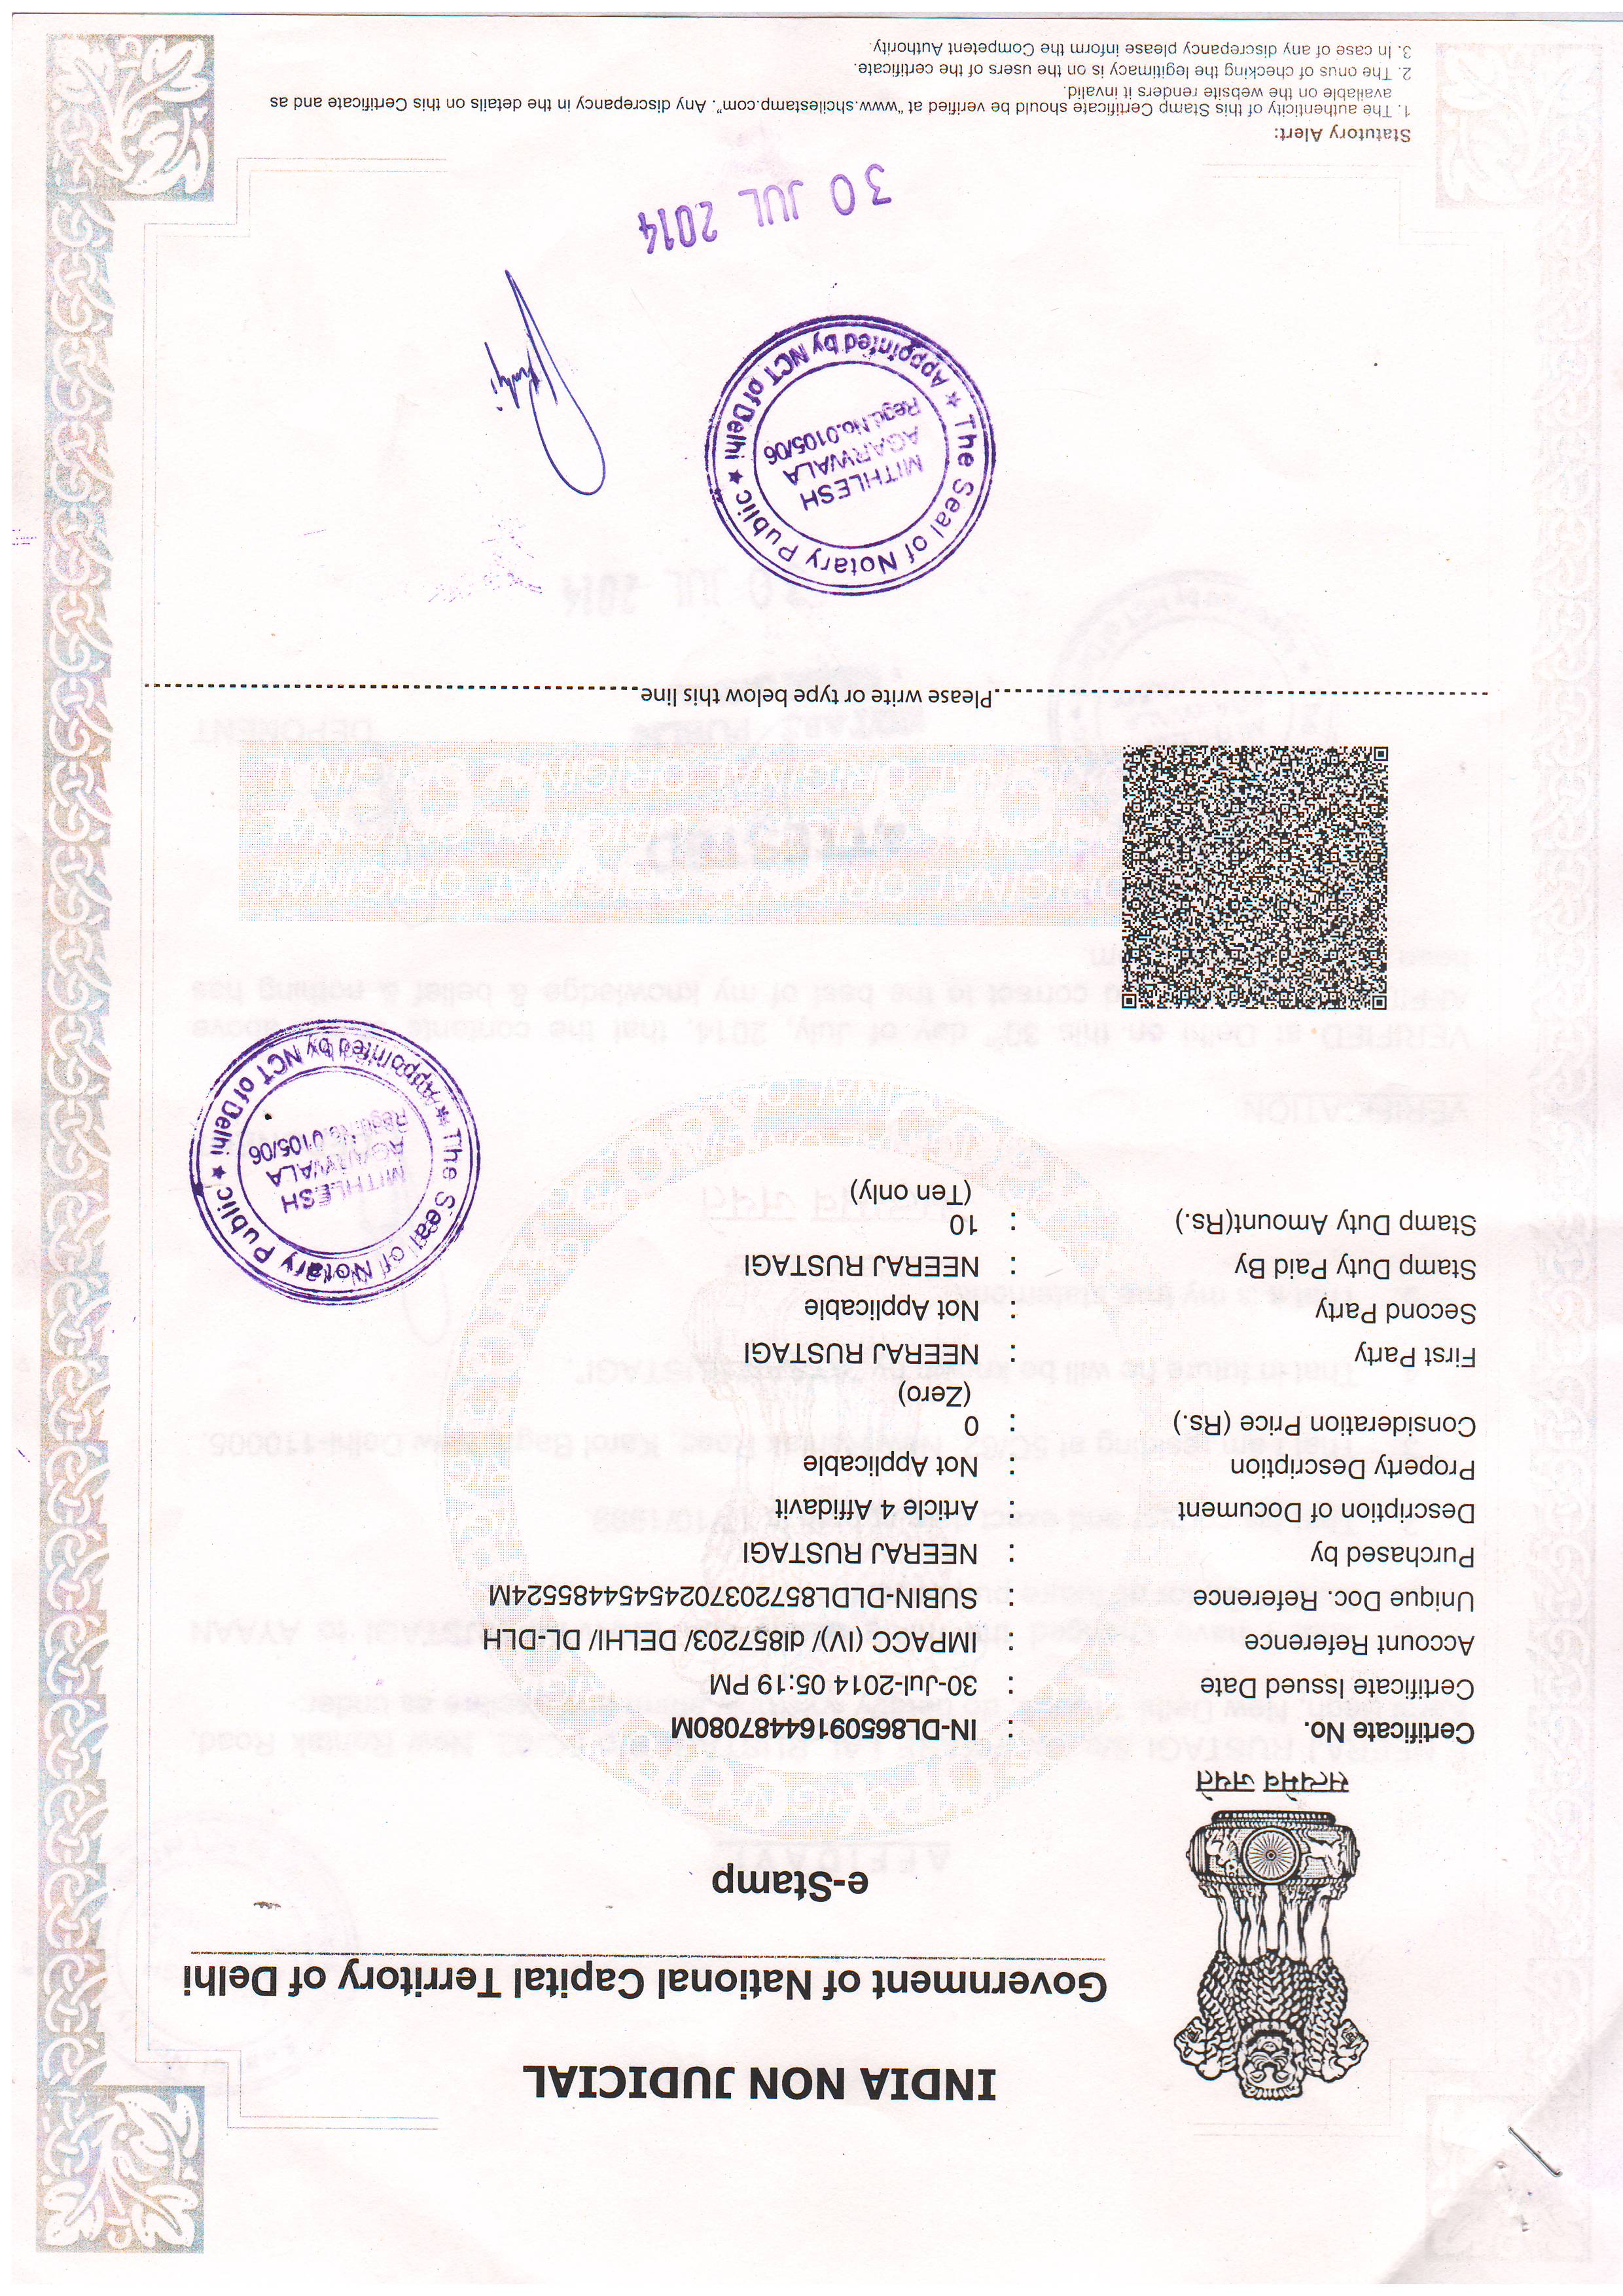 INDIA NON JUDICIAL
Government of National Capital Territory of Delhi
e-Stamp
सत्यमेव जयते
Certificate No. : IN-DL86509164487080M
Certificate Issued Date : 30-Jul-2014 05:19 PM
Account Reference : IMPACC (IV)/ dl857203/ DELHI/ DL-DLH
Unique Doc. Reference : SUBIN-DLDL85720370245454485524M
Purchased by : NEERAJ RUSTAGI
Description of Document : Article 4 Affidavit
Property Description : Not Applicable
Consideration Price (Rs.) : 0
(Zero)
First Party : NEERAJ RUSTAGI
Second Party : Not Applicable
Stamp Duty Paid By : NEERAJ RUSTAGI
Stamp Duty Amount(Rs.) : 10
(Ten only)
The Seal of Notary Public ★ Appointed by NCT of Delhi ★
MITHLESH
AGARWALA
Regd.No.0105/06
Please write or type below this line
The Seal of Notary Public ★ Appointed by NCT of Delhi ★
MITHLESH
AGARWALA
Regd.No.0105/06
30 JUL 2014
Statutory Alert:
1. The authenticity of this Stamp Certificate should be verified at "www.shcilestamp.com". Any discrepancy in the details on this Certificate and as
available on the website renders it invalid.
2. The onus of checking the legitimacy is on the users of the certificate.
3. In case of any discrepancy please inform the Competent Authority.